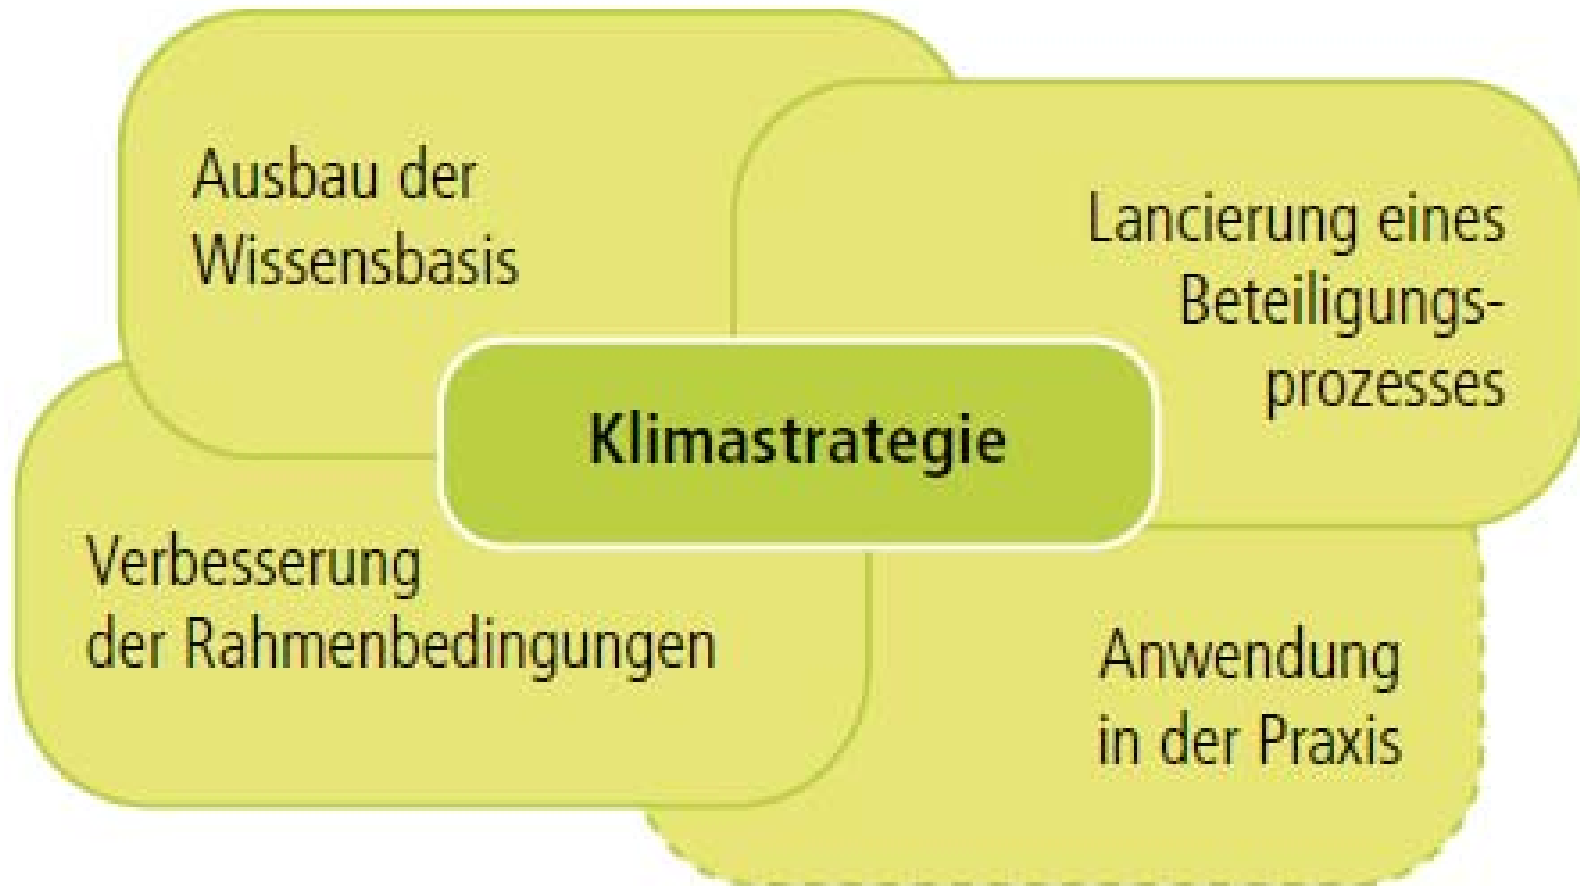 Ausbau der
Wissensbasis
Lancierung eines
Beteiligungs-
prozesses
Klimastrategie
Verbesserung
der Rahmenbedingungen
Anwendung
in der Praxis